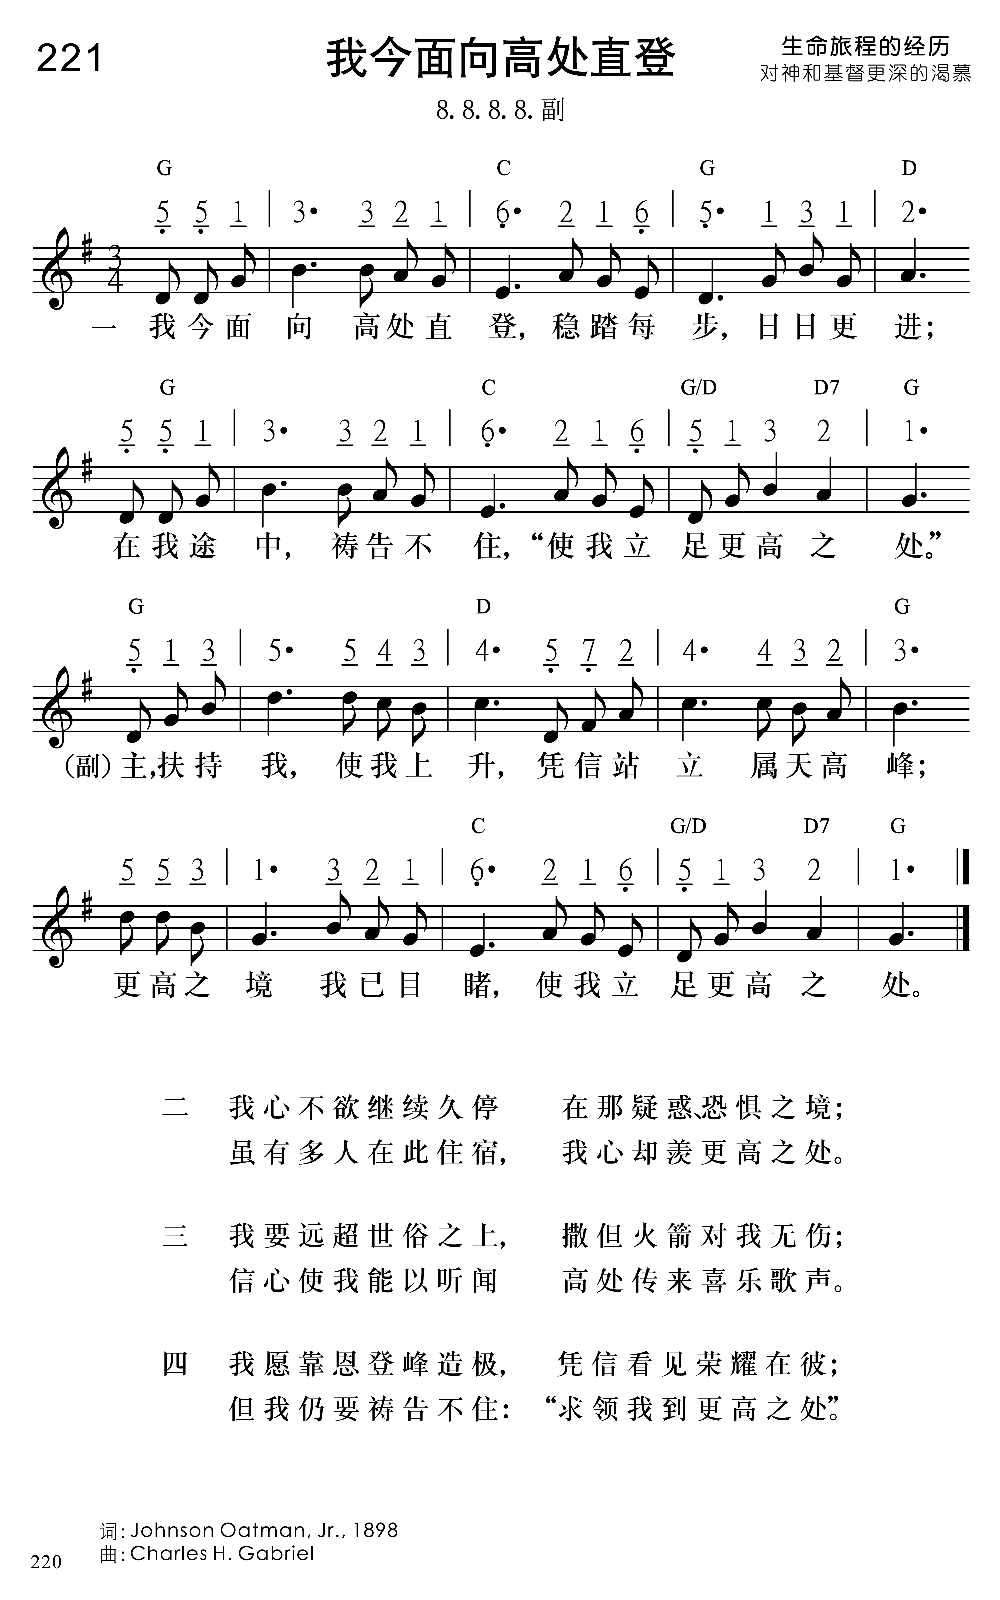 221
我今面向高处直登
生命旅程的经历
对神和基督更深的渴慕
8. 8. 8. 8. 副
G C G D
5 5 1 | 3• 3 2 1 | 6• 2 1 6 | 5• 1 3 1 | 2•
3
4
一 我 今 面 向 高 处 直 登， 稳 踏 每 步， 日 日 更 进；
G C G/D D7 G
5 5 1 | 3• 3 2 1 | 6• 2 1 6 | 5 1 3 2 | 1•
在 我 途 中， 祷 告 不 住，“使 我 立 足 更 高 之 处。”
G D G
5 1 3 | 5• 5 4 3 | 4• 5 7 2 | 4• 4 3 2 | 3•
(副) 主，扶 持 我， 使 我 上 升， 凭 信 站 立 属 天 高 峰；
C G/D D7 G
5 5 3 | 1• 3 2 1 | 6• 2 1 6 | 5 1 3 2 | 1•
更 高 之 境 我 已 目 睹， 使 我 立 足 更 高 之 处。
二 我心不欲继续久停 在那疑惑、恐惧之境；
虽有多人在此住宿， 我心却羡更高之处。
三 我要远超世俗之上， 撒但火箭对我无伤；
信心使我能以听闻 高处传来喜乐歌声。
四 我愿靠恩登峰造极， 凭信看见荣耀在彼；
但我仍要祷告不住：“求领我到更高之处”。
词: Johnson Oatman, Jr., 1898
曲: Charles H. Gabriel
220